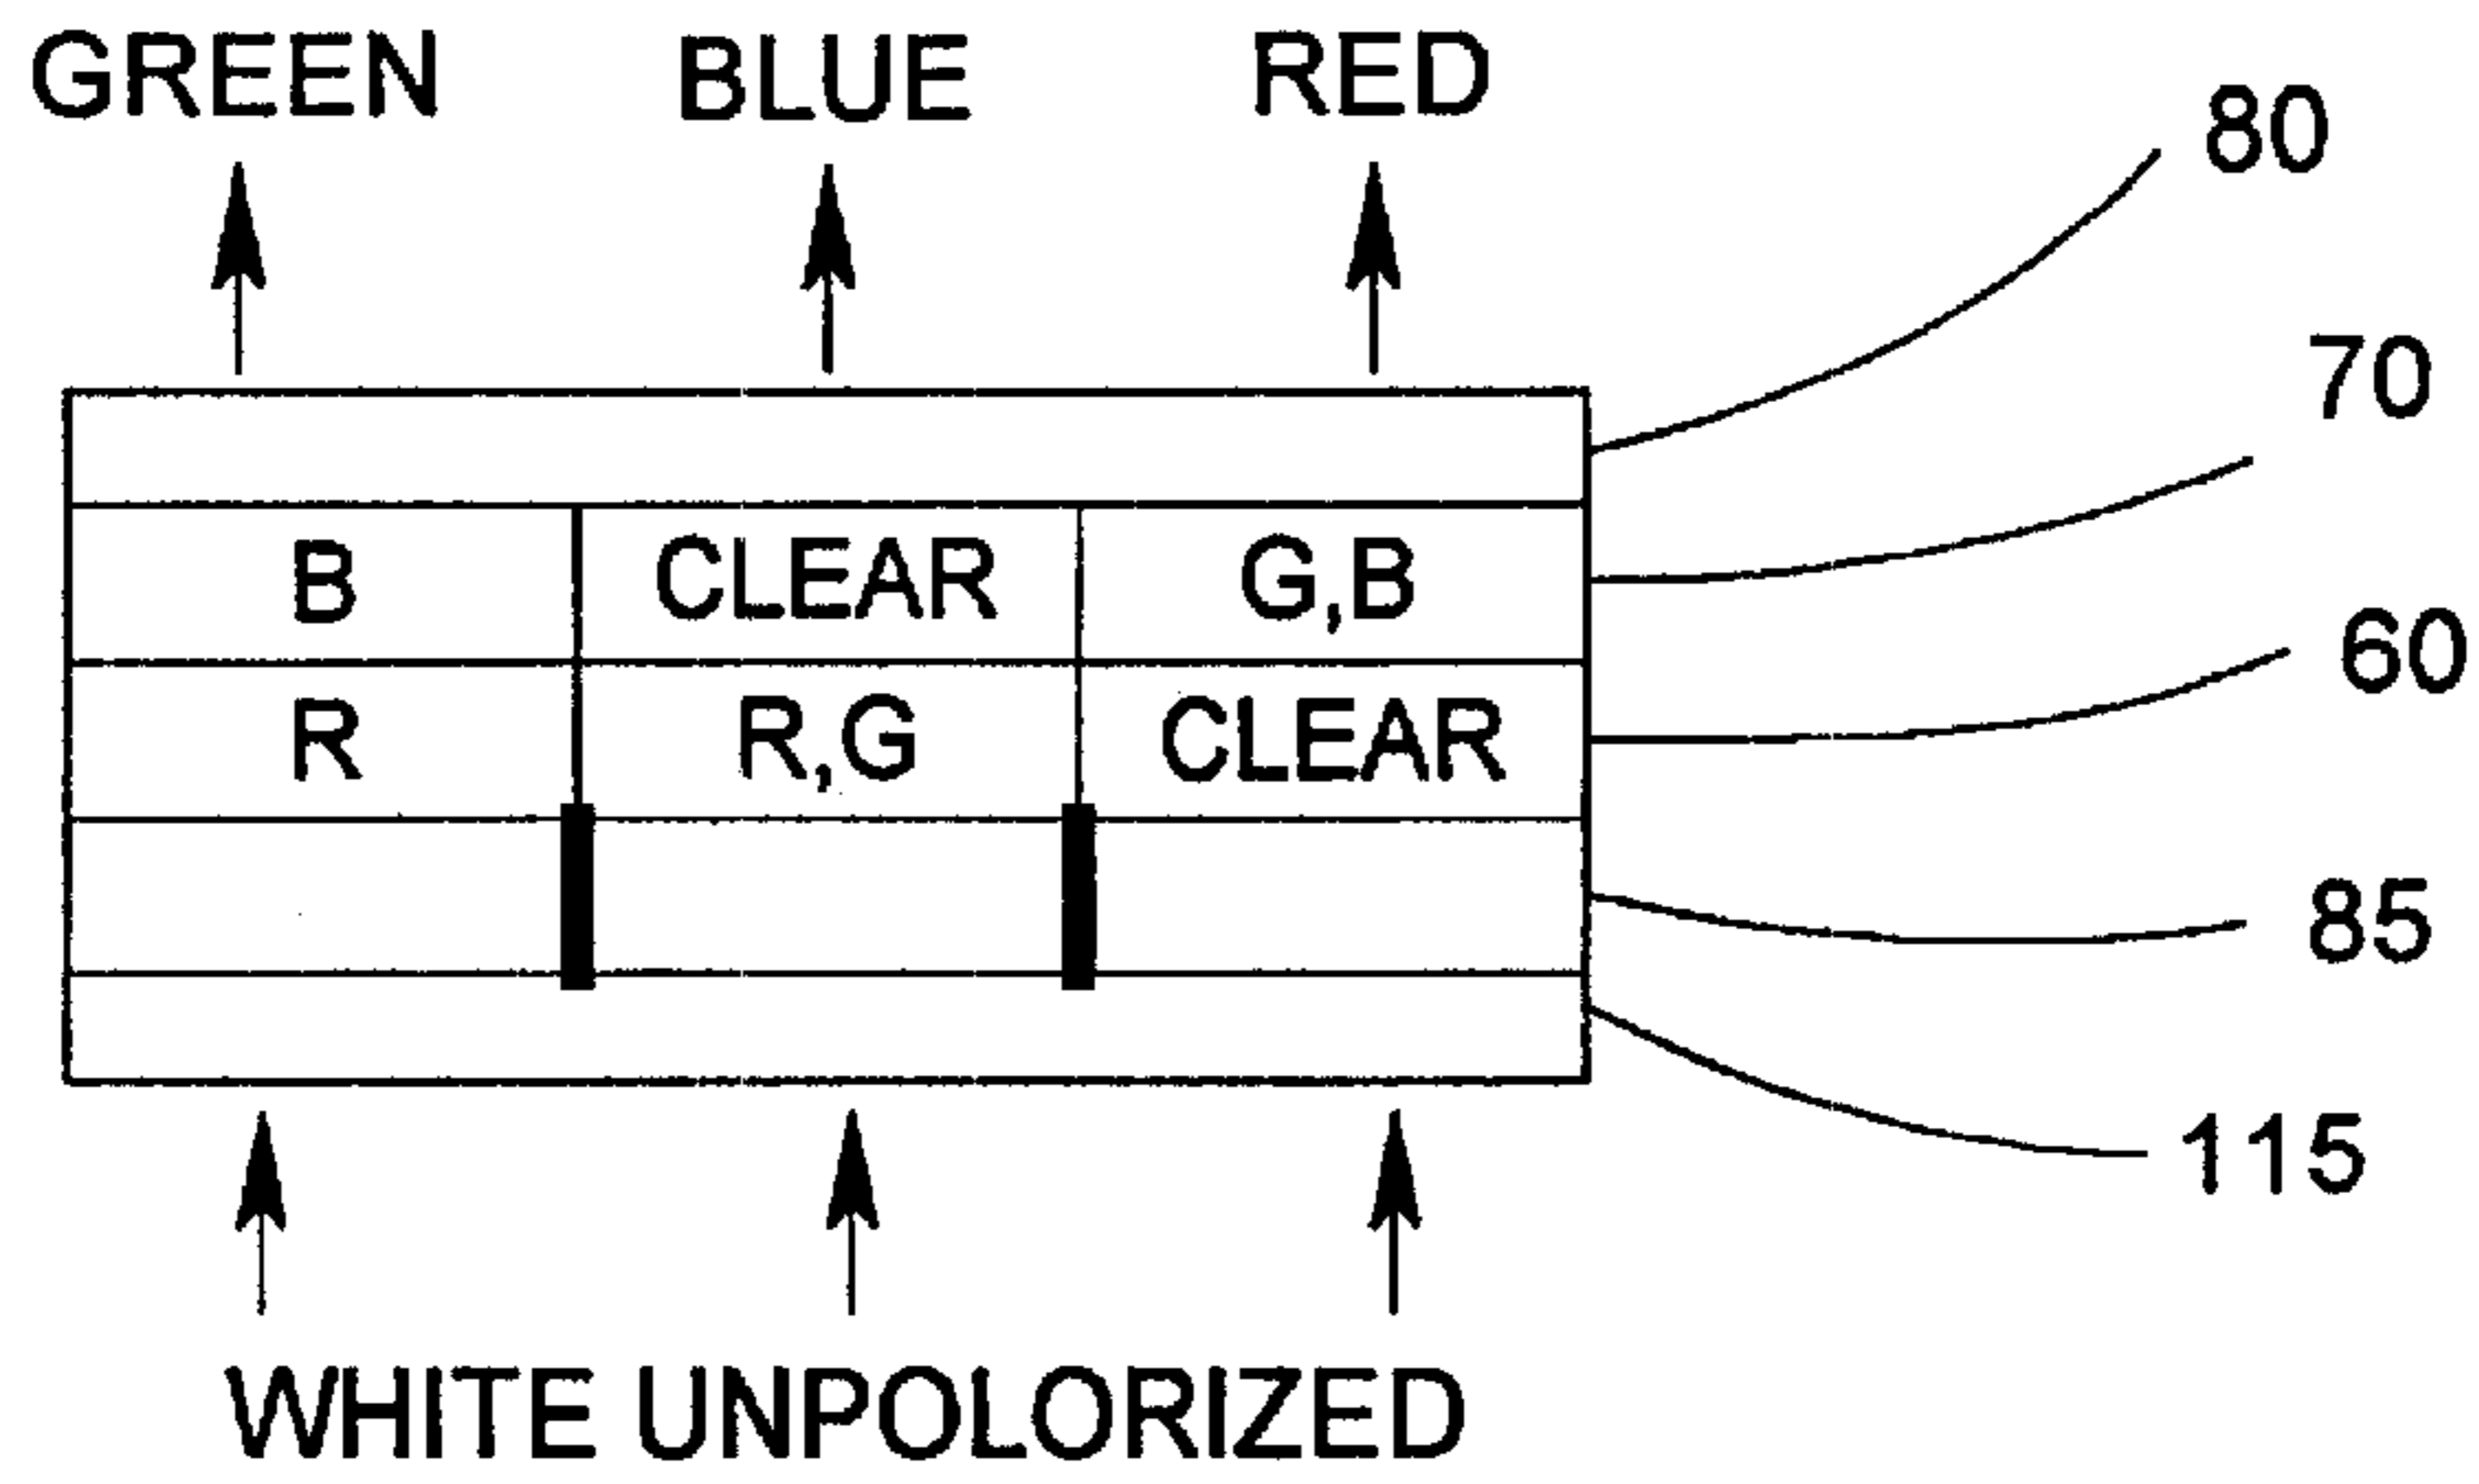 GREEN BLUE RED
80
70
B CLEAR G,B
60
R R,G CLEAR
85
115
WHITE UNPOLORIZED